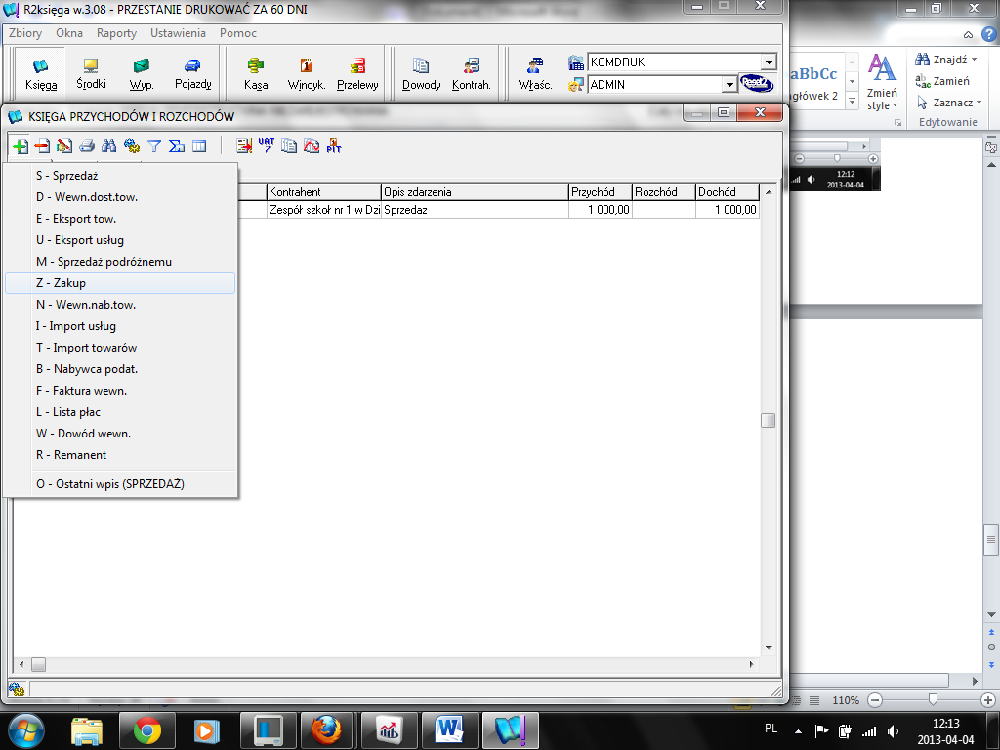 R2księga w.3.08 - PRZESTANIE DRUKOWAĆ ZA 60 DNI
Zbiory Okna Raporty Ustawienia Pomoc
Księga Środki Wyp. Pojazdy Kasa Windyk. Przelewy Dowody Kontrah. Właśc.
KOMDRUK
ADMIN
Znajdź
Zamień
Zaznacz
Edytowanie
Zmień
style
aBbCc
główek 2
KSIĘGA PRZYCHODÓW I ROZCHODÓW
VAT
7
PIT
12:12
2013-04-04
S - Sprzedaż
D - Wewn.dost.tow.
E - Eksport tow.
U - Eksport usług
M - Sprzedaż podróżnemu
Z - Zakup
N - Wewn.nab.tow.
I - Import usług
T - Import towarów
B - Nabywca podat.
F - Faktura wewn.
L - Lista płac
W - Dowód wewn.
R - Remanent
O - Ostatni wpis (SPRZEDAŻ)
Kontrahent Opis zdarzenia Przychód Rozchód Dochód
Zespół szkoł nr 1 w Dzi Sprzedaz 1 000,00 1 000,00
110%
PL
12:13
2013-04-04